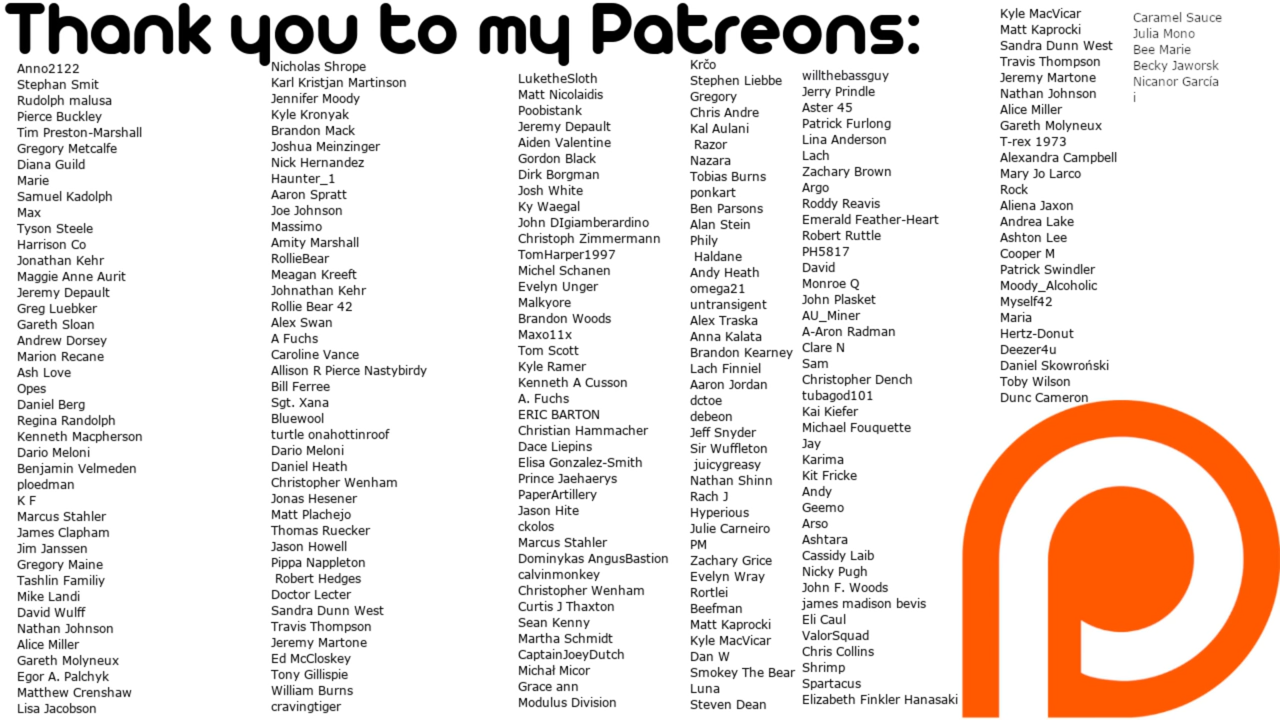 Thank you to my Patreons:
Anno2122
Stephan Smit
Rudolph malusa
Pierce Buckley
Tim Preston-Marshall
Gregory Metcalfe
Diana Guild
Marie
Samuel Kadolph
Max
Tyson Steele
Harrison Co
Jonathan Kehr
Maggie Anne Aurit
Jeremy Depault
Greg Luebker
Gareth Sloan
Andrew Dorsey
Marion Recane
Ash Love
Opes
Daniel Berg
Regina Randolph
Kenneth Macpherson
Dario Meloni
Benjamin Velmeden
ploedman
K F
Marcus Stahler
James Clapham
Jim Janssen
Gregory Maine
Tashlin Familiy
Mike Landi
David Wulff
Nathan Johnson
Alice Miller
Gareth Molyneux
Egor A. Palchyk
Matthew Crenshaw
Lisa Jacobson
Nicholas Shrope
Karl Kristjan Martinson
Jennifer Moody
Kyle Kronyak
Brandon Mack
Joshua Meinzinger
Nick Hernandez
Haunter_1
Aaron Spratt
Joe Johnson
Massimo
Amity Marshall
RollieBear
Meagan Kreeft
Johnathan Kehr
Rollie Bear 42
Alex Swan
A Fuchs
Caroline Vance
Allison R Pierce Nastybirdy
Bill Ferree
Sgt. Xana
Bluewool
turtle onahottinroof
Dario Meloni
Daniel Heath
Christopher Wenham
Jonas Hesener
Matt Plachejo
Thomas Ruecker
Jason Howell
Pippa Nappleton
Robert Hedges
Doctor Lecter
Sandra Dunn West
Travis Thompson
Jeremy Martone
Ed McCloskey
Tony Gillispie
William Burns
cravingtiger
LuketheSloth
Matt Nicolaidis
Poobistank
Jeremy Depault
Aiden Valentine
Gordon Black
Dirk Borgman
Josh White
Ky Waegal
John DIgiamberardino
Christoph Zimmermann
TomHarper1997
Michel Schanen
Evelyn Unger
Malkyore
Brandon Woods
Maxo11x
Tom Scott
Kyle Ramer
Kenneth A Cusson
A. Fuchs
ERIC BARTON
Christian Hammacher
Dace Liepins
Elisa Gonzalez-Smith
Prince Jaehaerys
PaperArtillery
Jason Hite
ckolos
Marcus Stahler
Dominykas AngusBastion
calvinmonkey
Christopher Wenham
Curtis J Thaxton
Sean Kenny
Martha Schmidt
CaptainJoeyDutch
Michał Micor
Grace ann
Modulus Division
Krčo
Stephen Liebbe
Gregory
Chris Andre
Kal Aulani
Razor
Nazara
Tobias Burns
ponkart
Ben Parsons
Alan Stein
Phily
Haldane
Andy Heath
omega21
untransigent
Alex Traska
Anna Kalata
Brandon Kearney
Lach Finniel
Aaron Jordan
dctoe
debeon
Jeff Snyder
Sir Wuffleton
juicygreasy
Nathan Shinn
Rach J
Hyperious
Julie Carneiro
PM
Zachary Grice
Evelyn Wray
Rortlei
Beefman
Matt Kaprocki
Kyle MacVicar
Dan W
Smokey The Bear
Luna
Steven Dean
willthebassguy
Jerry Prindle
Aster 45
Patrick Furlong
Lina Anderson
Lach
Zachary Brown
Argo
Roddy Reavis
Emerald Feather-Heart
Robert Ruttle
PH5817
David
Monroe Q
John Plasket
AU_Miner
A-Aron Radman
Clare N
Sam
Christopher Dench
tubagod101
Kai Kiefer
Michael Fouquette
Jay
Karima
Kit Fricke
Andy
Geemo
Arso
Ashtara
Cassidy Laib
Nicky Pugh
John F. Woods
james madison bevis
Eli Caul
ValorSquad
Chris Collins
Shrimp
Spartacus
Elizabeth Finkler Hanasaki
Kyle MacVicar
Matt Kaprocki
Sandra Dunn West
Travis Thompson
Jeremy Martone
Nathan Johnson
Alice Miller
Gareth Molyneux
T-rex 1973
Alexandra Campbell
Mary Jo Larco
Rock
Aliena Jaxon
Andrea Lake
Ashton Lee
Cooper M
Patrick Swindler
Moody_Alcoholic
Myself42
Maria
Hertz-Donut
Deezer4u
Daniel Skowroński
Toby Wilson
Dunc Cameron
Caramel Sauce
Julia Mono
Bee Marie
Becky Jaworsk
Nicanor García
i